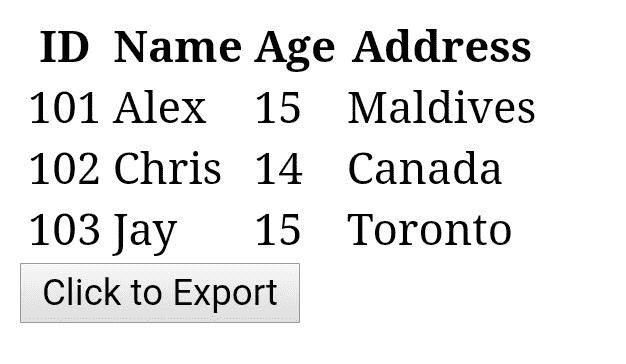 ID Name Age Address
101 Alex 15 Maldives
102 Chris 14 Canada
103 Jay 15 Toronto
Click to Export